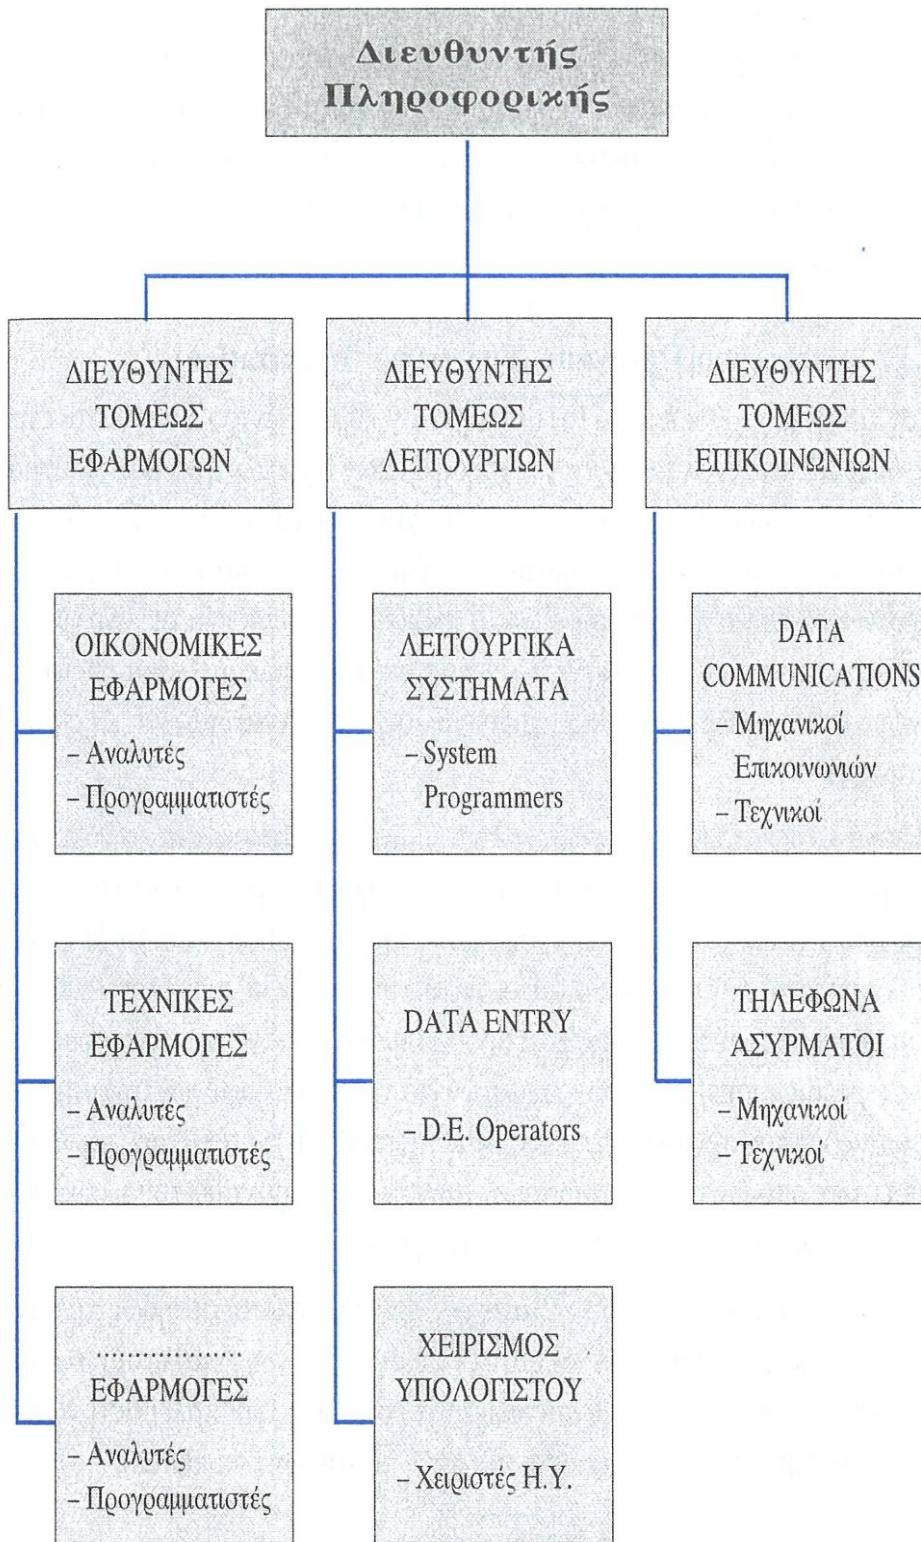 Διευθυντής
Πληροφορικής
ΔΙΕΥΘΥΝΤΗΣ
ΤΟΜΕΩΣ
ΕΦΑΡΜΟΓΩΝ
ΔΙΕΥΘΥΝΤΗΣ
ΤΟΜΕΩΣ
ΛΕΙΤΟΥΡΓΙΩΝ
ΔΙΕΥΘΥΝΤΗΣ
ΤΟΜΕΩΣ
ΕΠΙΚΟΙΝΩΝΙΩΝ
ΟΙΚΟΝΟΜΙΚΕΣ
ΕΦΑΡΜΟΓΕΣ
– Αναλυτές
– Προγραμματιστές
ΛΕΙΤΟΥΡΓΙΚΑ
ΣΥΣΤΗΜΑΤΑ
– System
Programmers
DATA
COMMUNICATIONS
– Μηχανικοί
Επικοινωνιών
– Τεχνικοί
ΤΕΧΝΙΚΕΣ
ΕΦΑΡΜΟΓΕΣ
– Αναλυτές
– Προγραμματιστές
DATA ENTRY
– D.E. Operators
ΤΗΛΕΦΩΝΑ
ΑΣΥΡΜΑΤΟΙ
– Μηχανικοί
– Τεχνικοί
...................
ΕΦΑΡΜΟΓΕΣ
– Αναλυτές
– Προγραμματιστές
ΧΕΙΡΙΣΜΟΣ
ΥΠΟΛΟΓΙΣΤΟΥ
– Χειριστές Η.Υ.